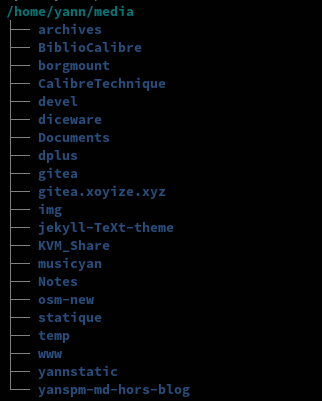 /home/yann/media
├── archives
├── BiblioCalibre
├── borgmount
├── CalibreTechnique
├── devel
├── diceware
├── Documents
├── dplus
├── gitea
├── gitea.xoyize.xyz
├── img
├── jekyll-TeXt-theme
├── KVM_Share
├── musicyan
├── Notes
├── osm-new
├── statique
├── temp
├── www
├── yannstatic
└── yanspm-md-hors-blog